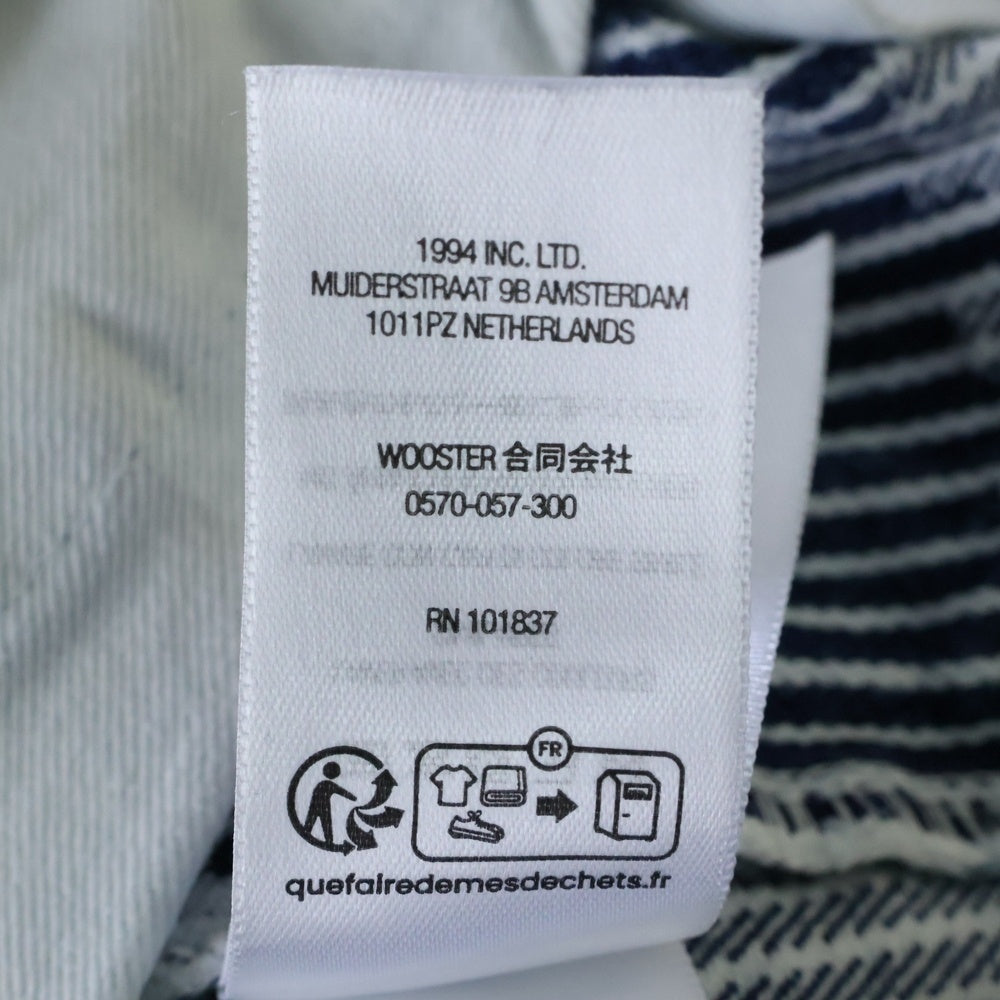 1994 INC. LTD.
MUIDERSTRAAT 9B AMSTERDAM
1011PZ NETHERLANDS
WOOSTER 合同会社
0570-057-300
RN 101837
FR
quefairedemesdechets.fr